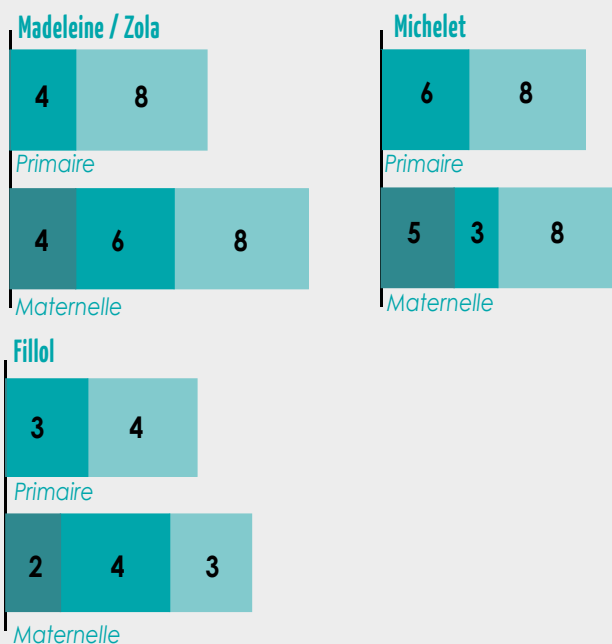 Madeleine / Zola
4 8
Primaire
4 6 8
Maternelle
Michelet
6 8
Primaire
5 3 8
Maternelle
Fillol
3 4
Primaire
2 4 3
Maternelle